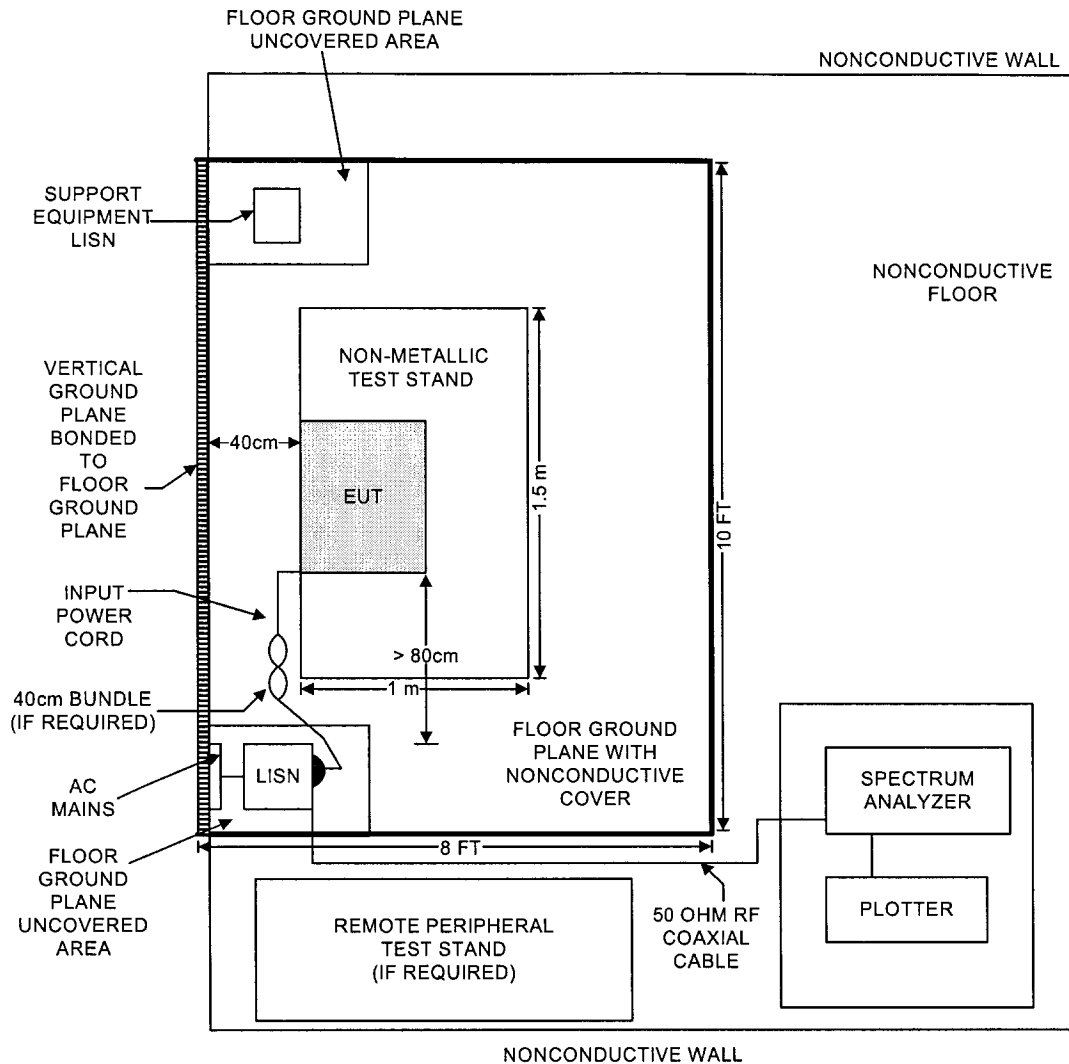 FLOOR GROUND PLANE
UNCOVERED AREA
NONCONDUCTIVE WALL
SUPPORT
EQUIPMENT
LISN
NONCONDUCTIVE
FLOOR
VERTICAL
GROUND
PLANE
BONDED
TO
FLOOR
GROUND
PLANE
NON-METALLIC
TEST STAND
40cm
EUT
1.5 m
10 FT
INPUT
POWER
CORD
> 80cm
1 m
40cm BUNDLE
(IF REQUIRED)
FLOOR GROUND
PLANE WITH
NONCONDUCTIVE
COVER
AC
MAINS
LISN
SPECTRUM
ANALYZER
8 FT
FLOOR
GROUND
PLANE
UNCOVERED
AREA
REMOTE PERIPHERAL
TEST STAND
(IF REQUIRED)
50 OHM RF
COAXIAL
CABLE
PLOTTER
NONCONDUCTIVE WALL